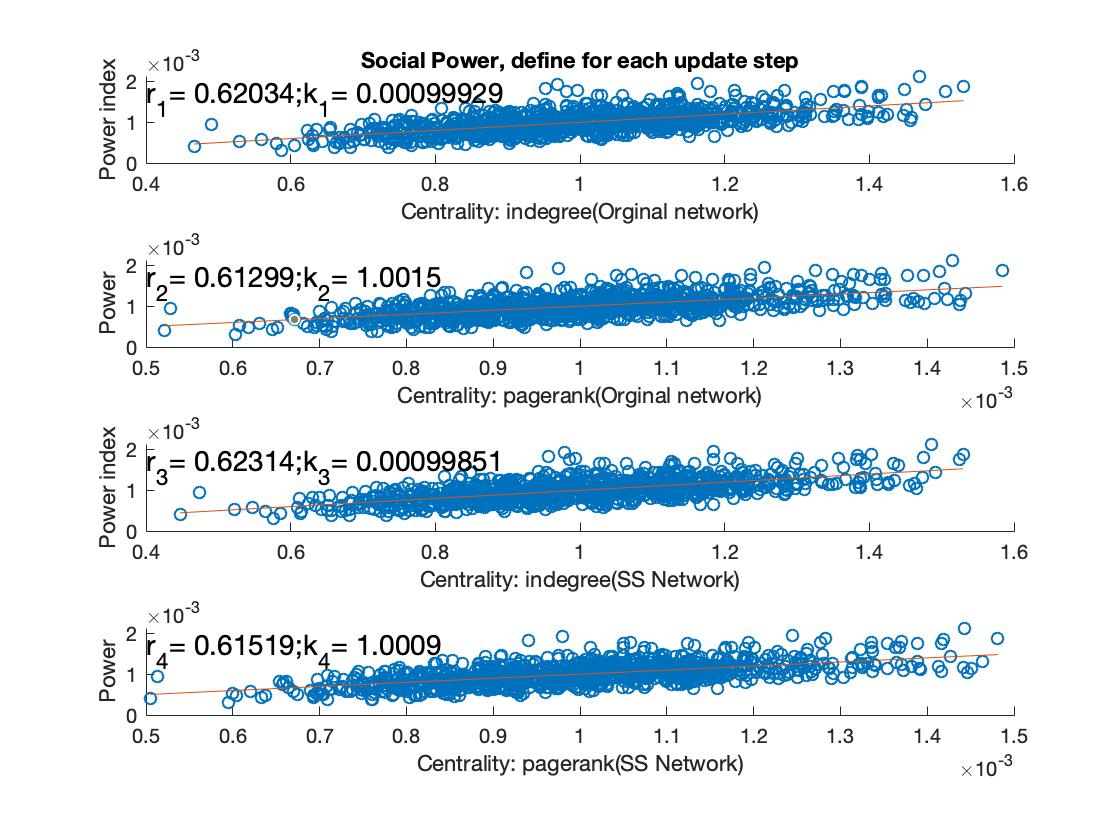 Social Power, define for each update step
×10-3
r1= 0.62034;k1= 0.00099929
Power index
2
1
0
0.4 0.6 0.8 1 1.2 1.4 1.6
Centrality: indegree(Orginal network)
×10-3
r2= 0.61299;k2= 1.0015
Power
2
1
0
0.5 0.6 0.7 0.8 0.9 1 1.1 1.2 1.3 1.4 1.5
Centrality: pagerank(Orginal network)
×10-3
×10-3
r3= 0.62314;k3= 0.00099851
Power index
2
1
0
0.4 0.6 0.8 1 1.2 1.4 1.6
Centrality: indegree(SS Network)
×10-3
r4= 0.61519;k4= 1.0009
Power
2
1
0
0.5 0.6 0.7 0.8 0.9 1 1.1 1.2 1.3 1.4 1.5
Centrality: pagerank(SS Network)
×10-3